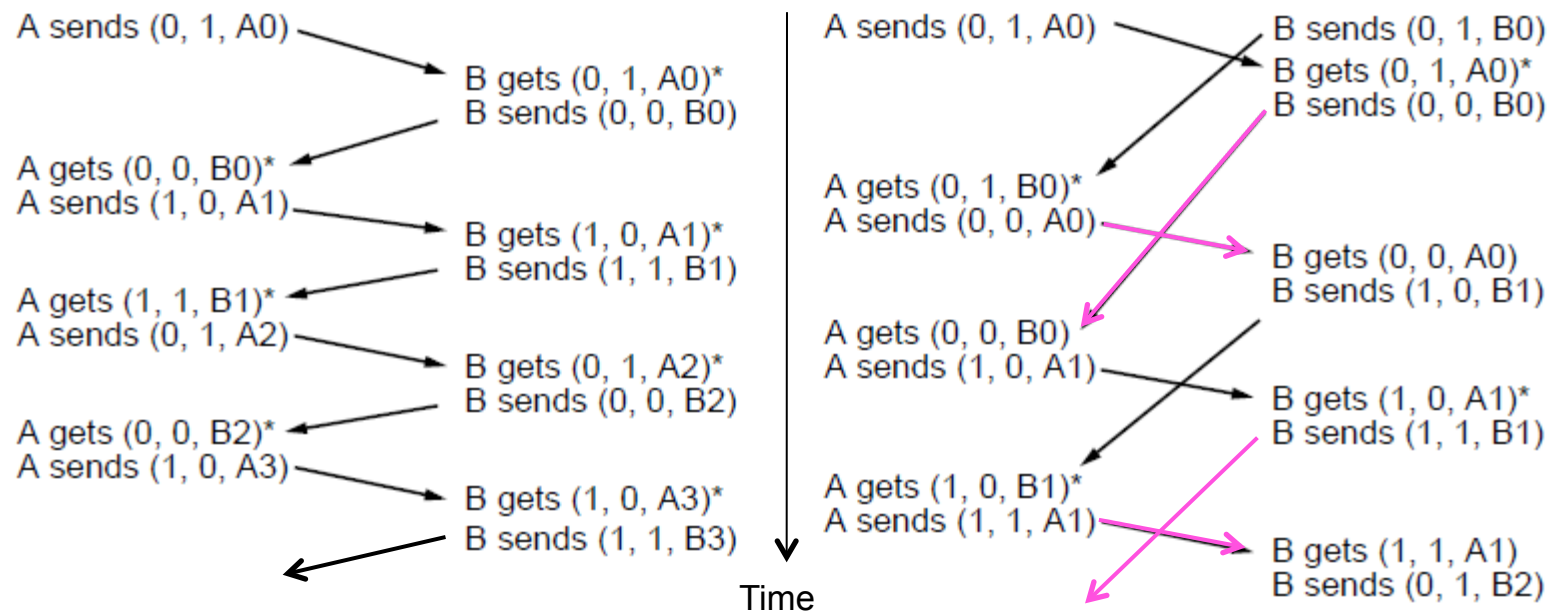 A sends (0, 1, A0)
B gets (0, 1, A0)*
B sends (0, 0, B0)
A gets (0, 0, B0)*
A sends (1, 0, A1)
B gets (1, 0, A1)*
B sends (1, 1, B1)
A gets (1, 1, B1)*
A sends (0, 1, A2)
B gets (0, 1, A2)*
B sends (0, 0, B2)
A gets (0, 0, B2)*
A sends (1, 0, A3)
B gets (1, 0, A3)*
B sends (1, 1, B3)
Time
A sends (0, 1, A0)
B sends (0, 1, B0)
B gets (0, 1, A0)*
B sends (0, 0, B0)
A gets (0, 1, B0)*
A sends (0, 0, A0)
B gets (0, 0, A0)
B sends (1, 0, B1)
A gets (0, 0, B0)
A sends (1, 0, A1)
B gets (1, 0, A1)*
B sends (1, 1, B1)
A gets (1, 0, B1)*
A sends (1, 1, A1)
B gets (1, 1, A1)
B sends (0, 1, B2)